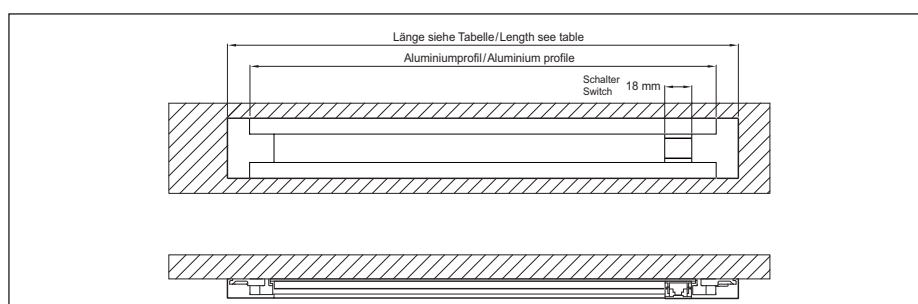 Länge siehe Tabelle/Length see table
Aluminiumprofil/Aluminium profile
Schalter
Switch
18 mm